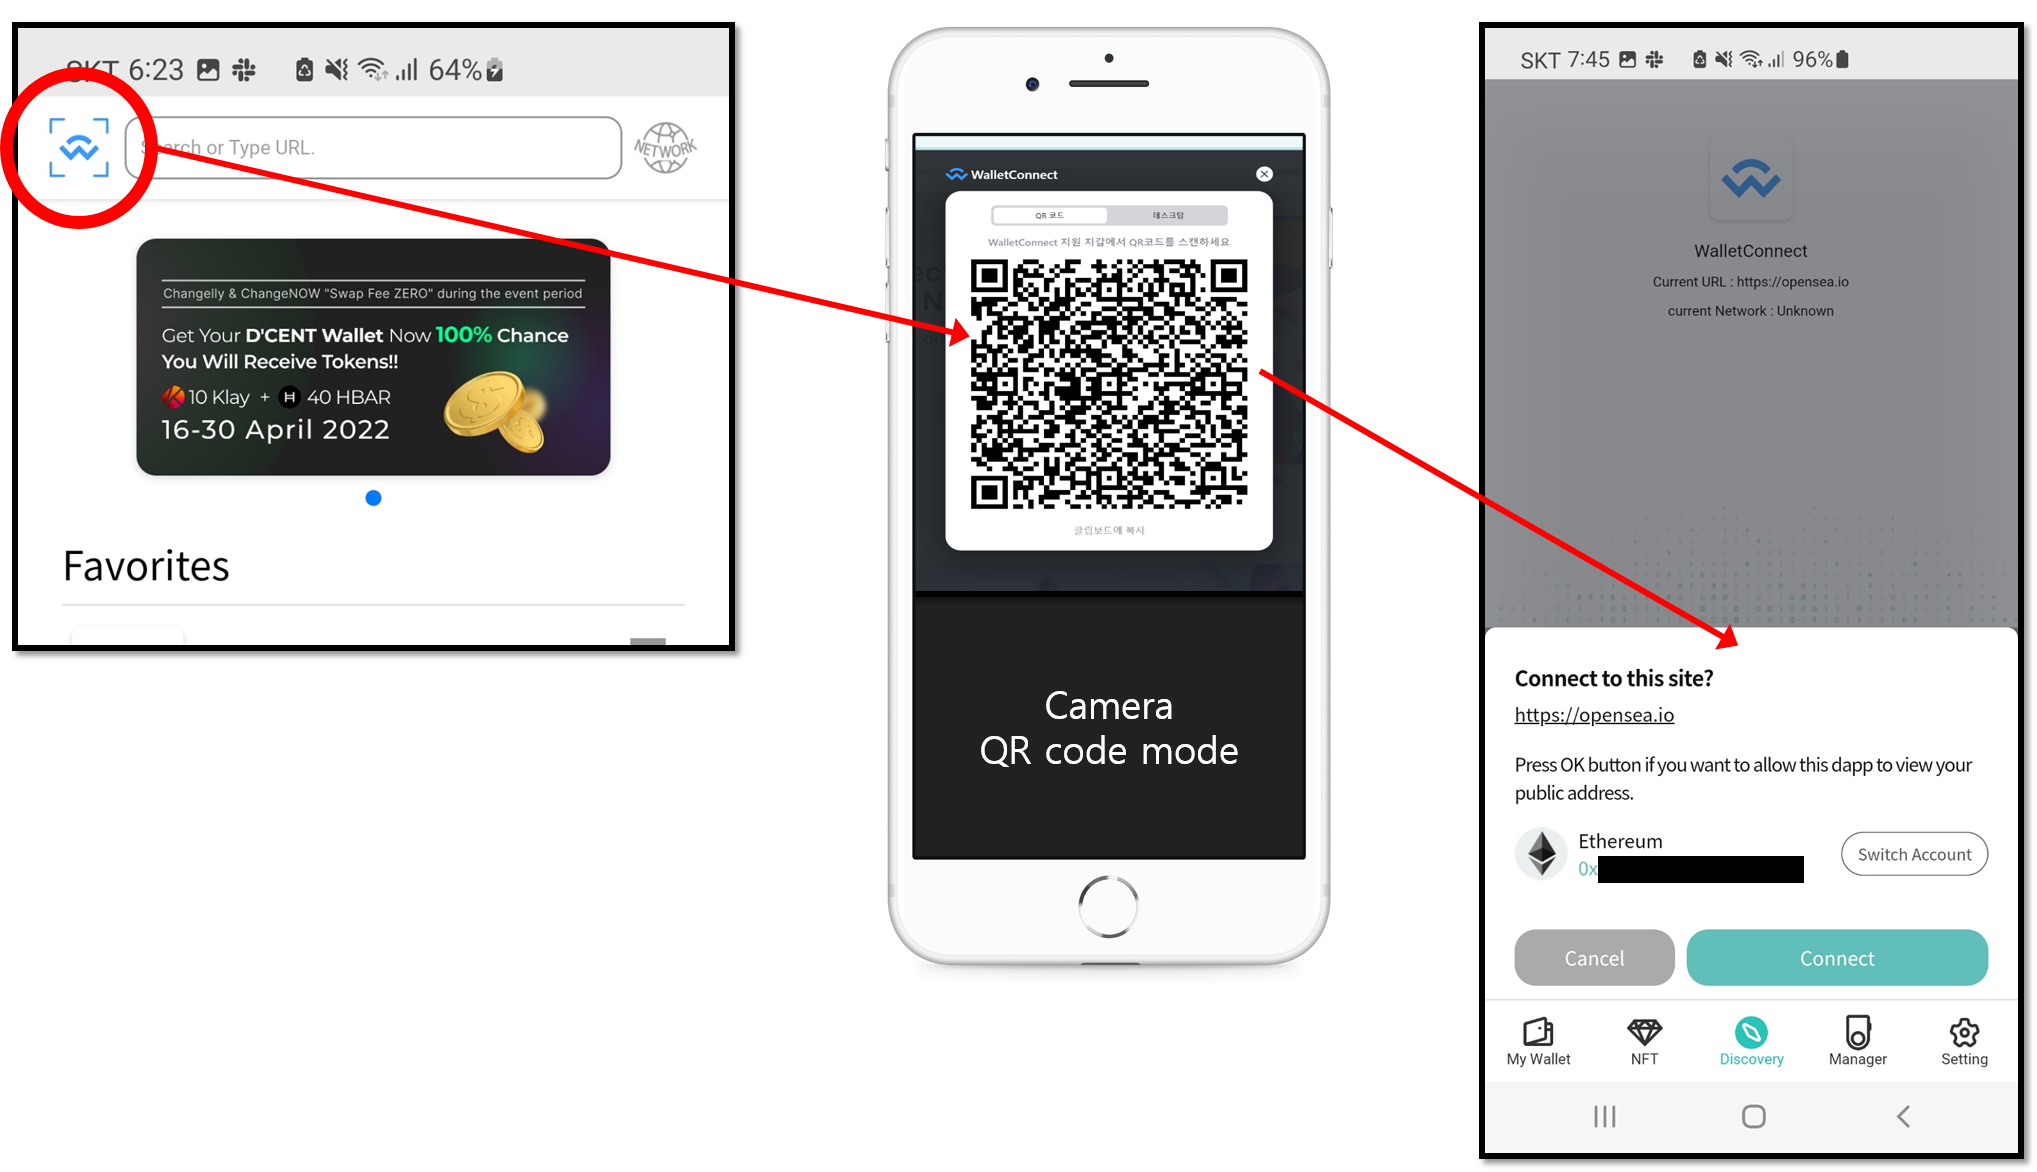 SKT 6:23 64%
Search or Type URL.
NETWORK
Changelly & ChangeNOW "Swap Fee ZERO" during the event period
Get Your D'CENT Wallet Now 100% Chance
You Will Receive Tokens!!
10 Klay + H 40 HBAR
16-30 April 2022
Favorites
WalletConnect
QR 코드 데스크탑
WalletConnect 지원 지갑에서 QR코드를 스캔하세요
클립보드에 복사
Camera
QR code mode
SKT 7:45 96%
WalletConnect
Current URL : https://opensea.io
current Network : Unknown
Connect to this site?
https://opensea.io
Press OK button if you want to allow this dapp to view your
public address.
Ethereum
0x
Switch Account
Cancel Connect
My Wallet NFT Discovery Manager Setting